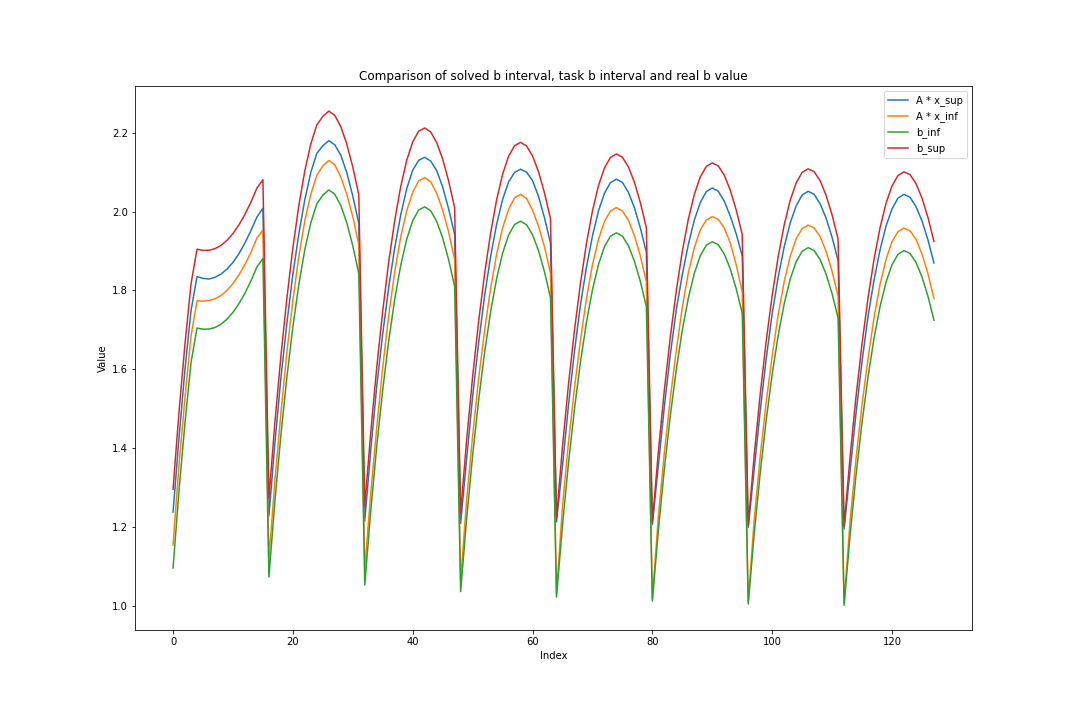 Comparison of solved b interval, task b interval and real b value
A * x_sup
A * x_inf
b_inf
b_sup
Value
2.2
2.0
1.8
1.6
1.4
1.2
1.0
0 20 40 60 80 100 120
Index